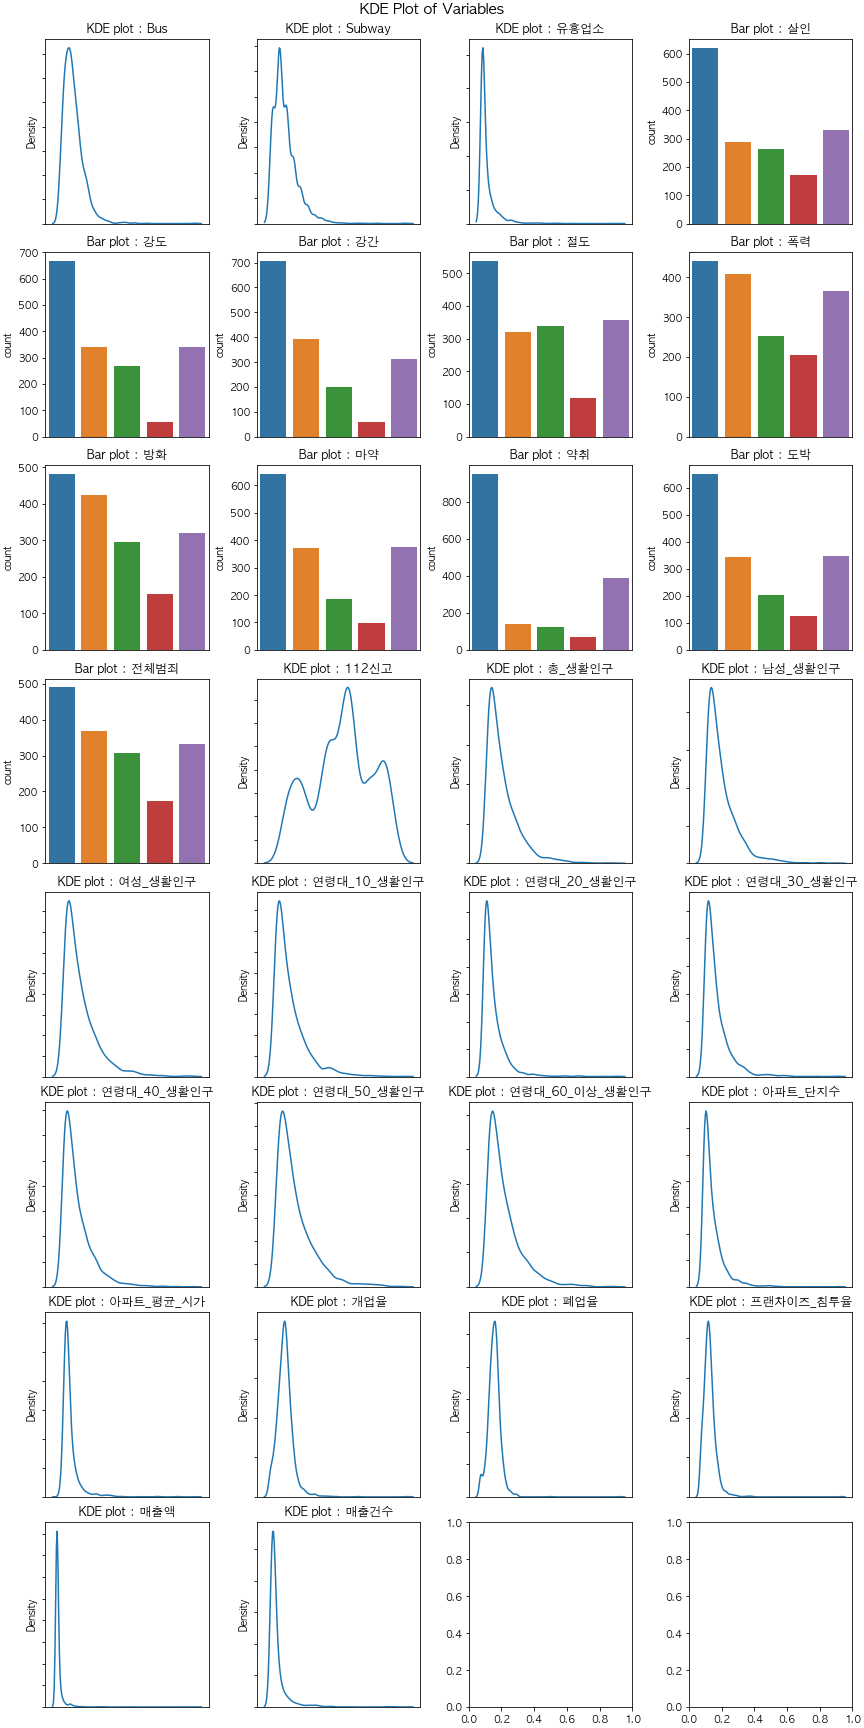 KDE Plot of Variables
KDE plot : Bus
KDE plot : Subway
KDE plot : 유흥업소
Bar plot : 살인
Density
Density
Density
count
600
500
400
300
200
100
0
Bar plot : 강도
Bar plot : 강간
Bar plot : 절도
Bar plot : 폭력
count
700
600
500
400
300
200
100
0
count
700
600
500
400
300
200
100
0
count
500
400
300
200
100
0
count
400
300
200
100
0
Bar plot : 방화
Bar plot : 마약
Bar plot : 약취
Bar plot : 도박
count
500
400
300
200
100
0
count
600
500
400
300
200
100
0
count
800
600
400
200
0
count
600
500
400
300
200
100
0
Bar plot : 전체범죄
KDE plot : 112신고
KDE plot : 총_생활인구
KDE plot : 남성_생활인구
count
500
400
300
200
100
0
Density
Density
Density
KDE plot : 여성_생활인구
KDE plot : 연령대_10_생활인구
KDE plot : 연령대_20_생활인구
KDE plot : 연령대_30_생활인구
Density
Density
Density
Density
KDE plot : 연령대_40_생활인구
KDE plot : 연령대_50_생활인구
KDE plot : 연령대_60_이상_생활인구
KDE plot : 아파트_단지수
Density
Density
Density
Density
KDE plot : 아파트_평균_시가
KDE plot : 개업율
KDE plot : 폐업율
KDE plot : 프랜차이즈_침투율
Density
Density
Density
Density
KDE plot : 매출액
KDE plot : 매출건수
Density
Density
1.0
0.8
0.6
0.4
0.2
0.0
0.0 0.2 0.4 0.6 0.8 1.0
1.0
0.8
0.6
0.4
0.2
0.0
0.0 0.2 0.4 0.6 0.8 1.0